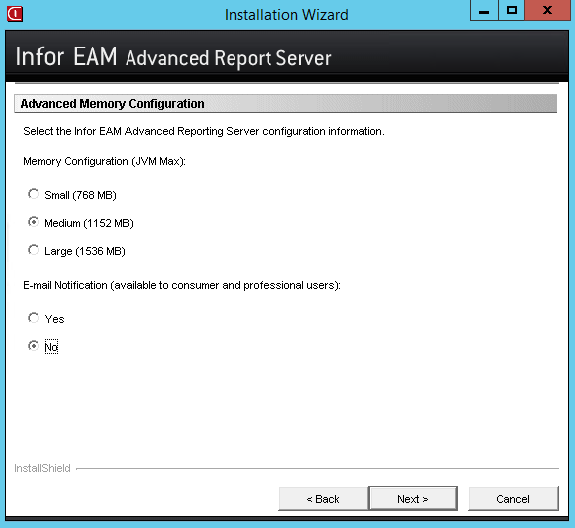 Installation Wizard
Infor EAM Advanced Report Server
Advanced Memory Configuration
Select the Infor EAM Advanced Reporting Server configuration information.
Memory Configuration (JVM Max):
Small (768 MB)
Medium (1152 MB)
Large (1536 MB)
E-mail Notification (available to consumer and professional users):
Yes
No
InstallShield
< Back
Next >
Cancel